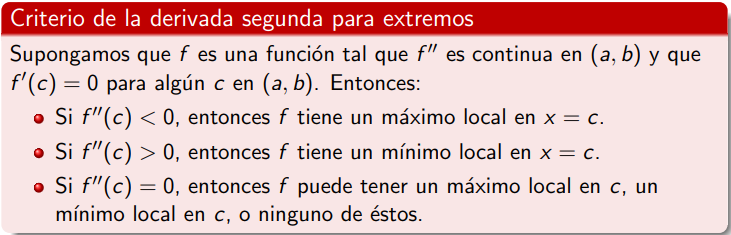 Criterio de la derivada segunda para extremos
Supongamos que f es una función tal que f′′ es continua en (a, b) y que
f′(c) = 0 para algún c en (a, b). Entonces:
Si f′′(c) < 0, entonces f tiene un máximo local en x = c.
Si f′′(c) > 0, entonces f tiene un mínimo local en x = c.
Si f′′(c) = 0, entonces f puede tener un máximo local en c, un
mínimo local en c, o ninguno de éstos.